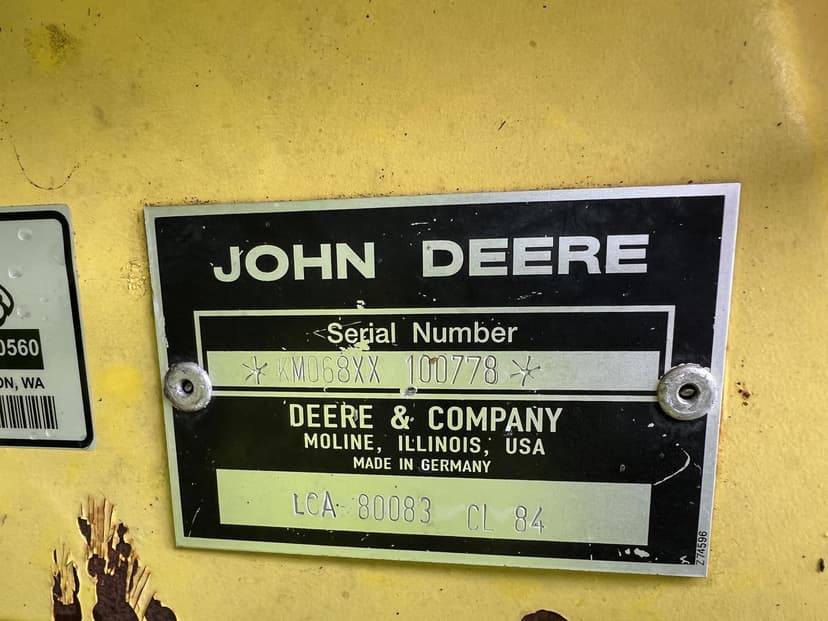 0560
ON, WA
JOHN DEERE
Serial Number
* KM068XX 100778 *
DEERE & COMPANY
MOLINE, ILLINOIS, USA
MADE IN GERMANY
LCA 80083 CL 84
Z74596